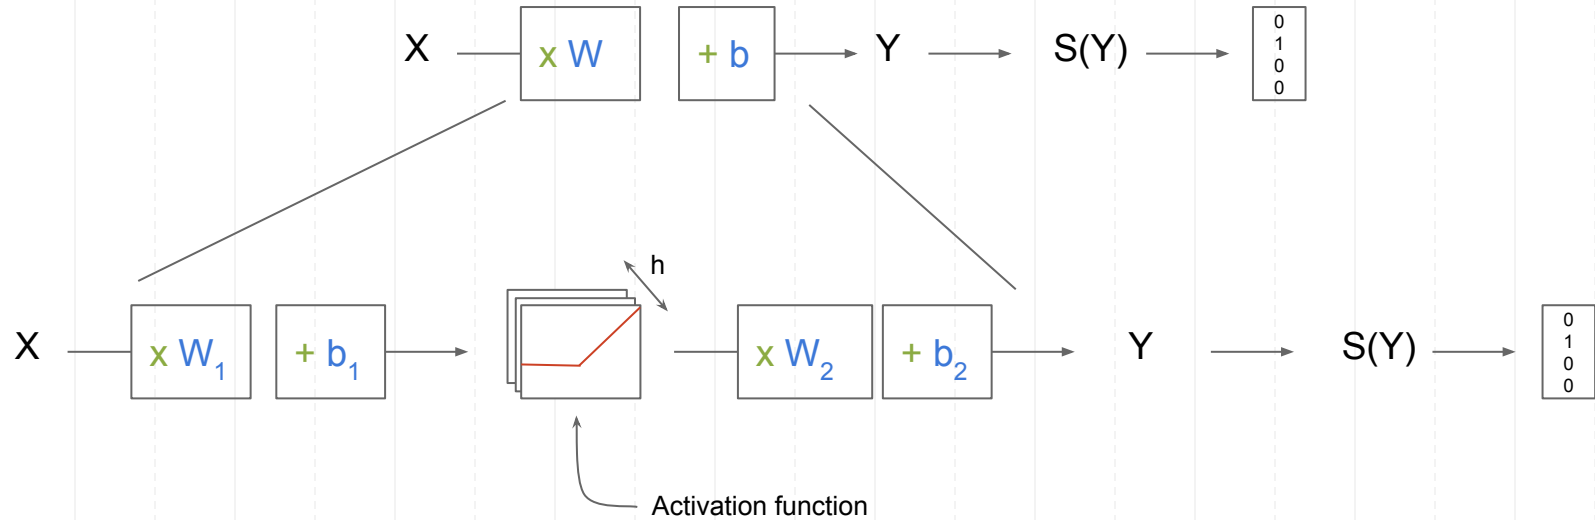 X x W + b Y S(Y) 0
1
0
0
h
X x W₁ + b₁ x W₂ + b₂ Y S(Y) 0
1
0
0
Activation function